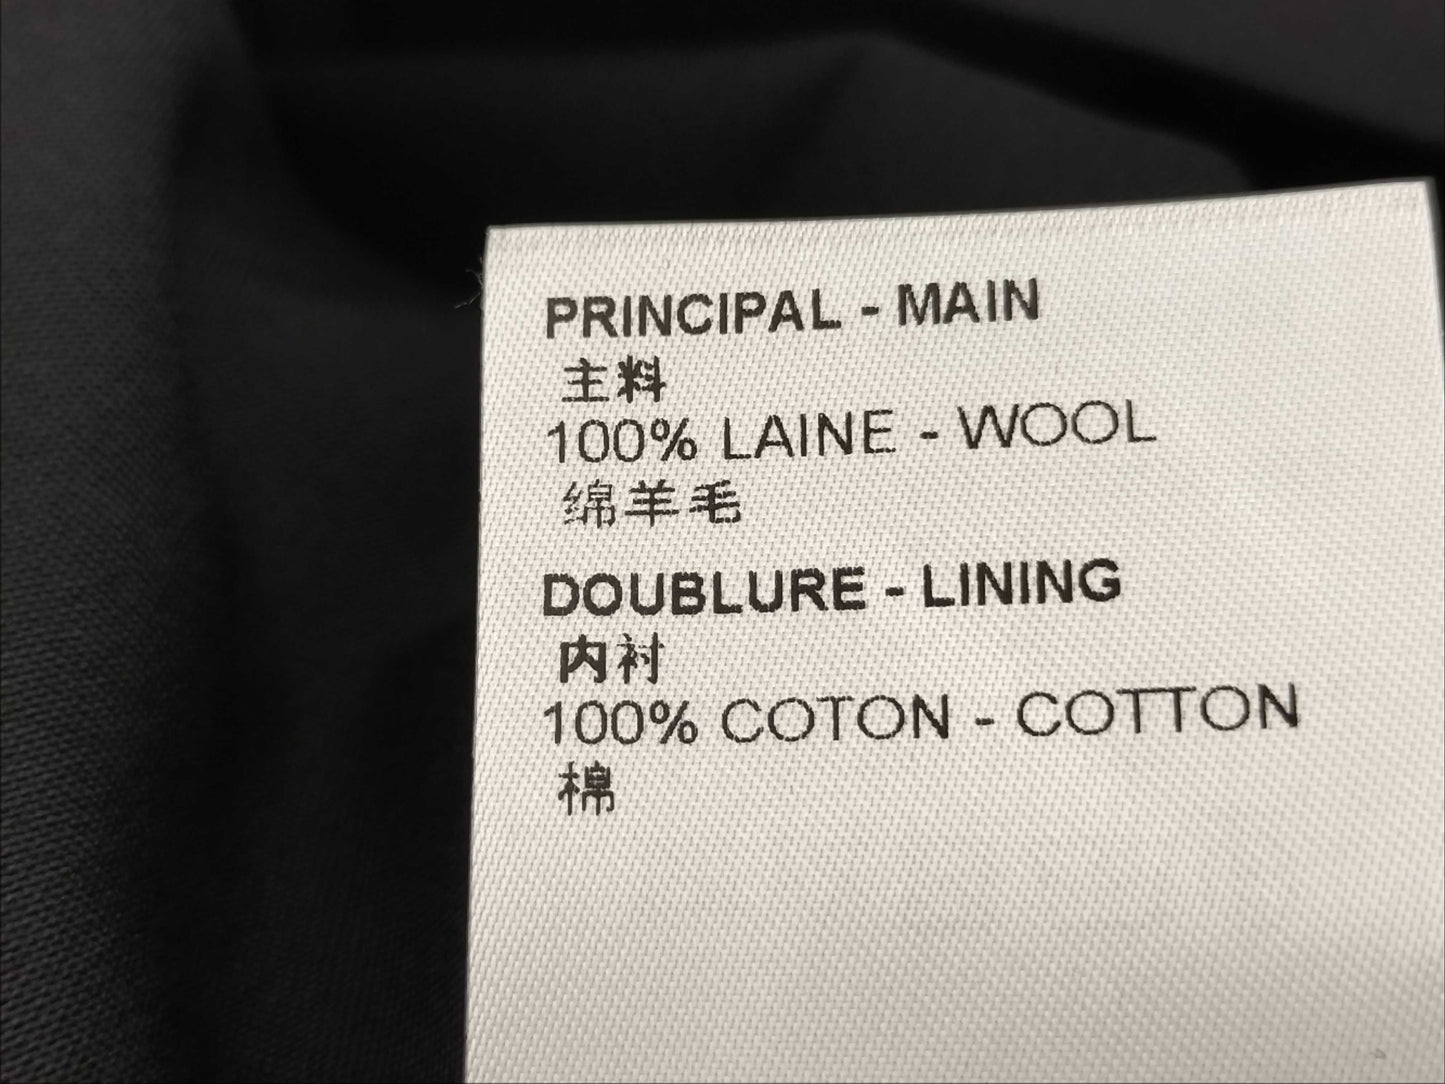 PRINCIPAL - MAIN
主料
100% LAINE - WOOL
绵羊毛
DOUBLURE - LINING
内衬
100% COTON - COTTON
棉